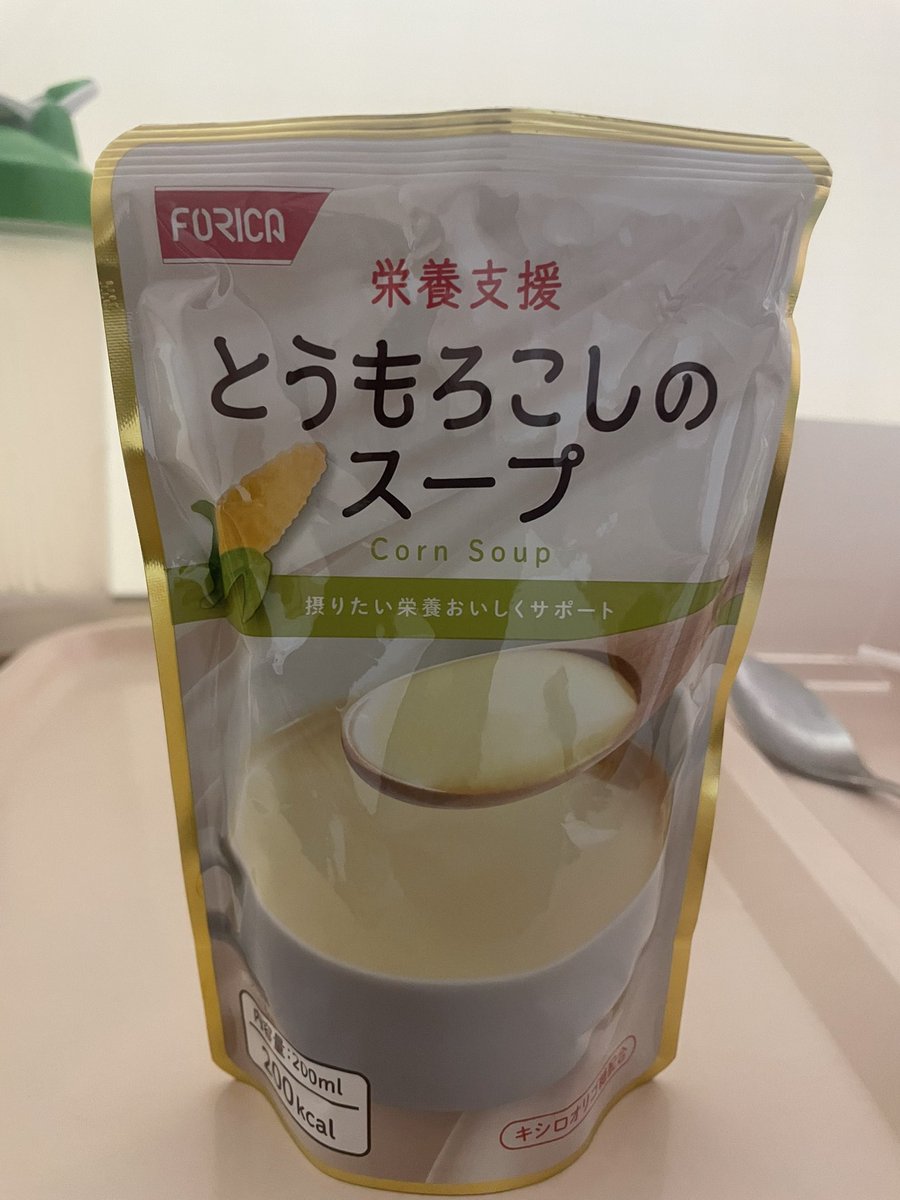 FORICA
栄養支援
とうもろこしの
スープ
Corn Soup
摂りたい栄養おいしくサポート
内容量:200ml
200kcal
キシロオリゴ糖配合